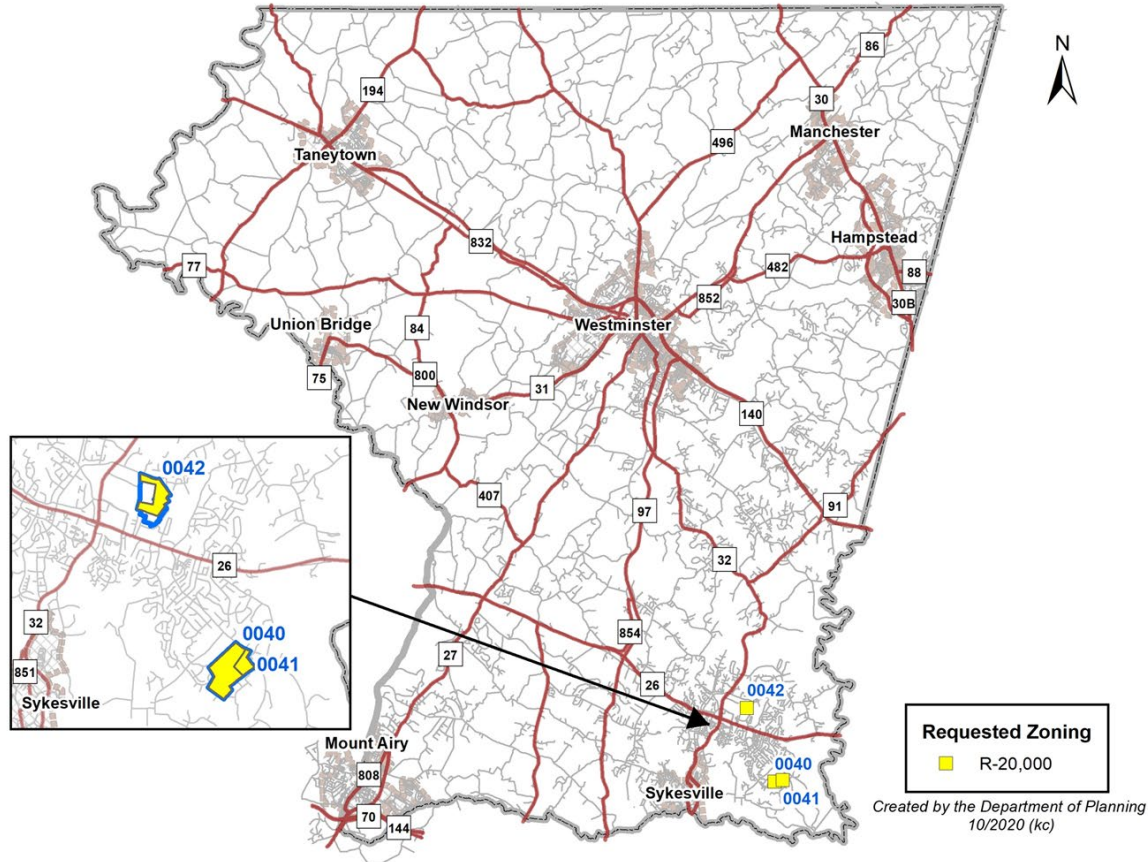 86
N
194
30
Manchester
496
Taneytown
832
Hampstead
482
77
88
852
30B
Union Bridge
84
Westminster
75
800
31
New Windsor
140
0042
407
97
91
26
32
32
854
0040
27
26
0042
0041
851
Sykesville
Mount Airy
0040
808
Sykesville
0041
70
144
Requested Zoning
R-20,000
Created by the Department of Planning
10/2020 (kc)